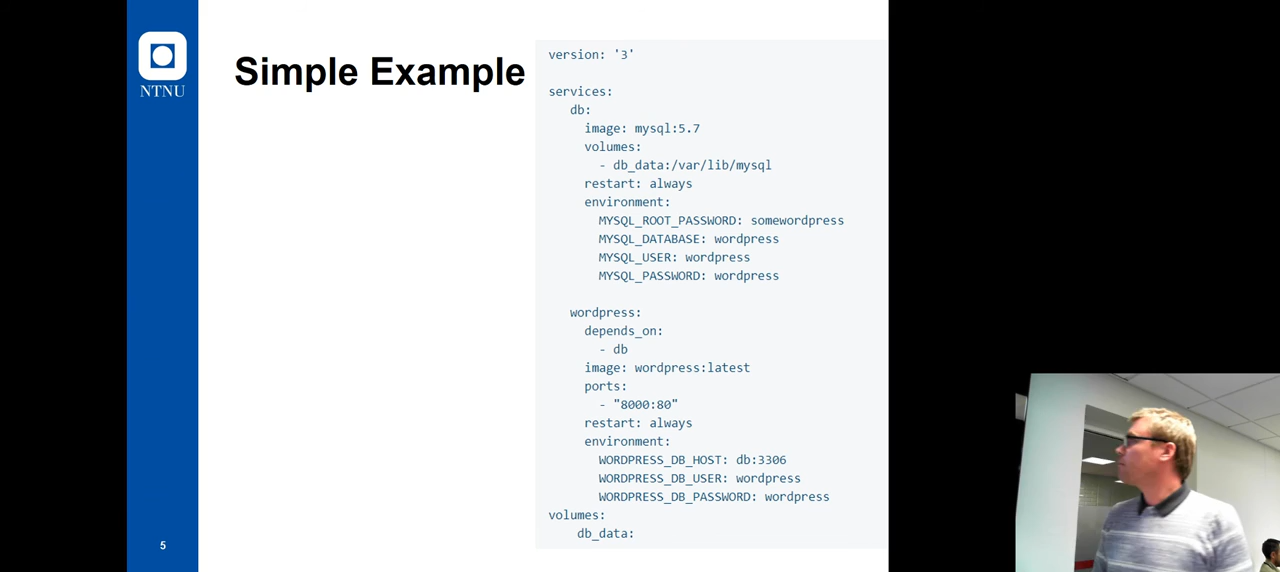 NTNU
Simple Example
version: '3'
services:
db:
image: mysql:5.7
volumes:
- db_data:/var/lib/mysql
restart: always
environment:
MYSQL_ROOT_PASSWORD: somewordpress
MYSQL_DATABASE: wordpress
MYSQL_USER: wordpress
MYSQL_PASSWORD: wordpress
wordpress:
depends_on:
- db
image: wordpress:latest
ports:
- "8000:80"
restart: always
environment:
WORDPRESS_DB_HOST: db:3306
WORDPRESS_DB_USER: wordpress
WORDPRESS_DB_PASSWORD: wordpress
volumes:
db_data:
5